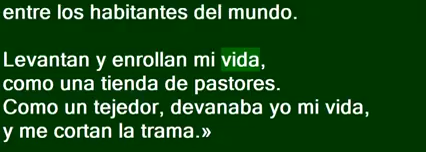 entre los habitantes del mundo.

Levantan y enrollan mi vida,
como una tienda de pastores.
Como un tejedor, devanaba yo mi vida,
y me cortan la trama.»